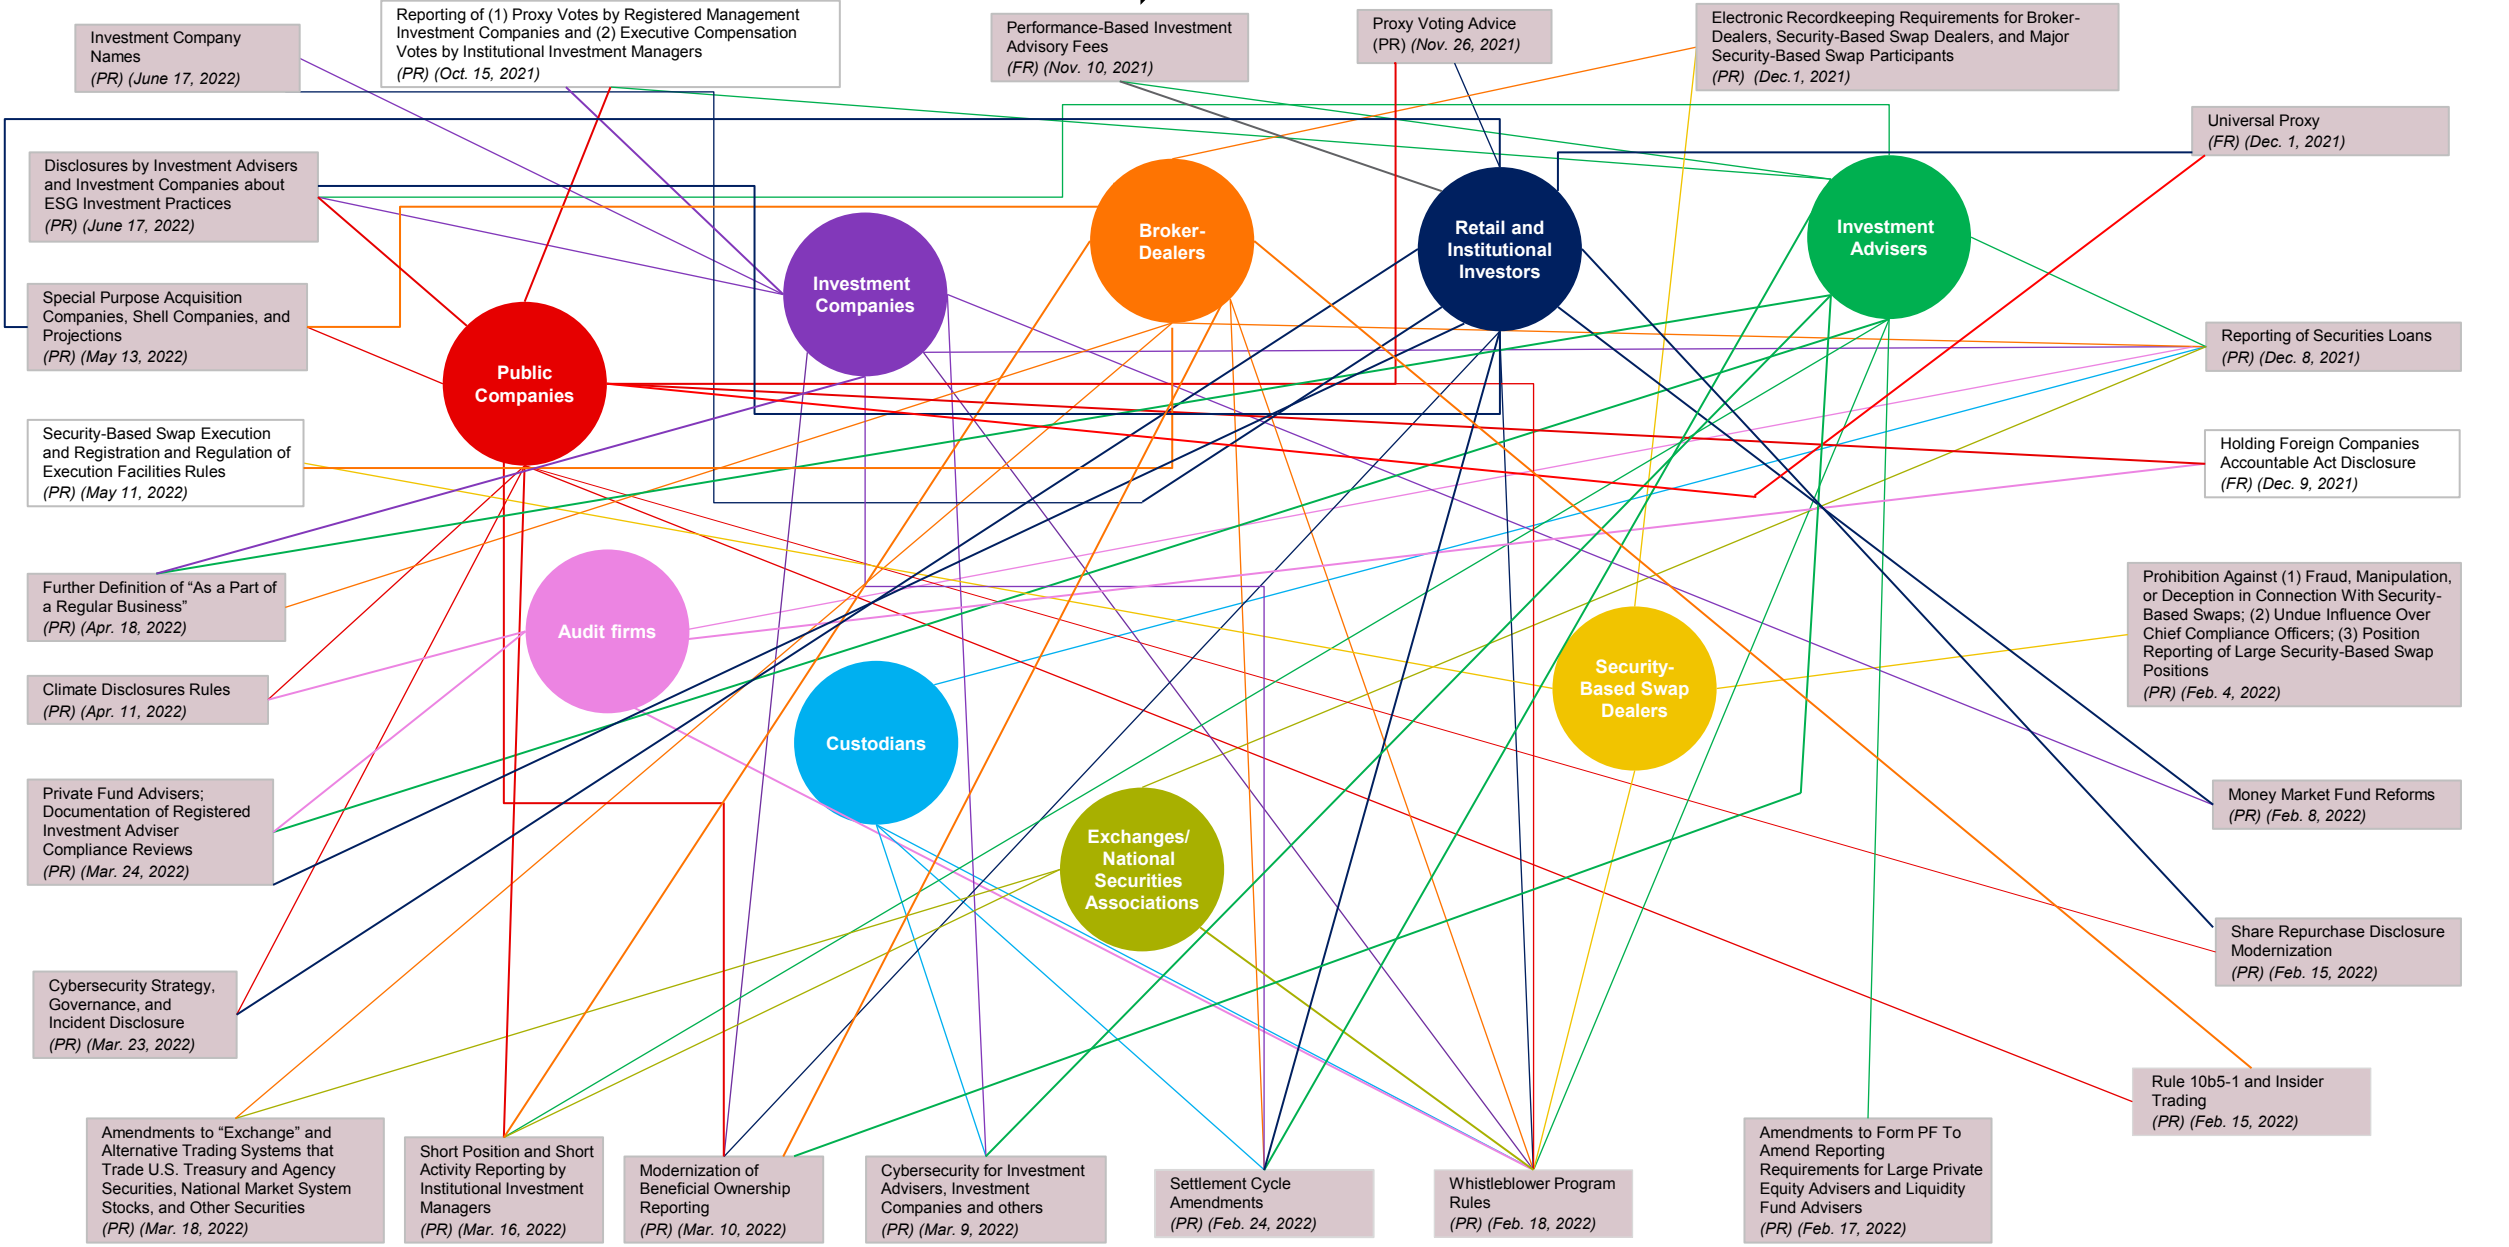 Investment Company
Names
(PR) (June 17, 2022)
Reporting of (1) Proxy Votes by Registered Management
Investment Companies and (2) Executive Compensation
Votes by Institutional Investment Managers
(PR) (Oct. 15, 2021)
Performance-Based Investment
Advisory Fees
(FR) (Nov. 10, 2021)
Proxy Voting Advice
(PR) (Nov. 26, 2021)
Electronic Recordkeeping Requirements for Broker-
Dealers, Security-Based Swap Dealers, and Major
Security-Based Swap Participants
(PR) (Dec.1, 2021)
Universal Proxy
(FR) (Dec. 1, 2021)
Disclosures by Investment Advisers
and Investment Companies about
ESG Investment Practices
(PR) (June 17, 2022)
Investment
Companies
Broker-
Dealers
Retail and
Institutional
Investors
Investment
Advisers
Special Purpose Acquisition
Companies, Shell Companies, and
Projections
(PR) (May 13, 2022)
Public
Companies
Reporting of Securities Loans
(PR) (Dec. 8, 2021)
Security-Based Swap Execution
and Registration and Regulation of
Execution Facilities Rules
(PR) (May 11, 2022)
Holding Foreign Companies
Accountable Act Disclosure
(FR) (Dec. 9, 2021)
Further Definition of “As a Part of
a Regular Business”
(PR) (Apr. 18, 2022)
Audit firms
Prohibition Against (1) Fraud, Manipulation,
or Deception in Connection With Security-
Based Swaps; (2) Undue Influence Over
Chief Compliance Officers; (3) Position
Reporting of Large Security-Based Swap
Positions
(PR) (Feb. 4, 2022)
Climate Disclosures Rules
(PR) (Apr. 11, 2022)
Custodians
Security-
Based Swap
Dealers
Private Fund Advisers;
Documentation of Registered
Investment Adviser
Compliance Reviews
(PR) (Mar. 24, 2022)
Exchanges/
National
Securities
Associations
Money Market Fund Reforms
(PR) (Feb. 8, 2022)
Share Repurchase Disclosure
Modernization
(PR) (Feb. 15, 2022)
Cybersecurity Strategy,
Governance, and
Incident Disclosure
(PR) (Mar. 23, 2022)
Rule 10b5-1 and Insider
Trading
(PR) (Feb. 15, 2022)
Amendments to “Exchange” and
Alternative Trading Systems that
Trade U.S. Treasury and Agency
Securities, National Market System
Stocks, and Other Securities
(PR) (Mar. 18, 2022)
Short Position and Short
Activity Reporting by
Institutional Investment
Managers
(PR) (Mar. 16, 2022)
Modernization of
Beneficial Ownership
Reporting
(PR) (Mar. 10, 2022)
Cybersecurity for Investment
Advisers, Investment
Companies and others
(PR) (Mar. 9, 2022)
Settlement Cycle
Amendments
(PR) (Feb. 24, 2022)
Whistleblower Program
Rules
(PR) (Feb. 18, 2022)
Amendments to Form PF To
Amend Reporting
Requirements for Large Private
Equity Advisers and Liquidity
Fund Advisers
(PR) (Feb. 17, 2022)